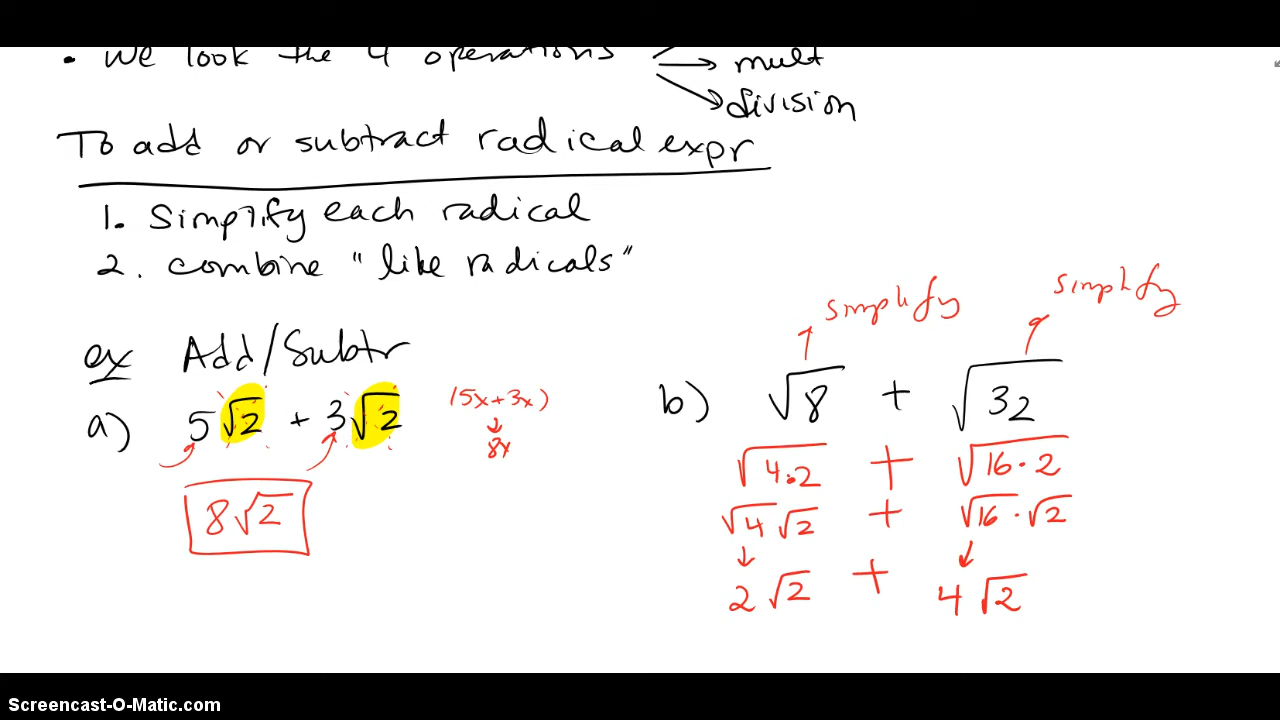 • We look the 4 operations → mult
→ division
To add or subtract radical expr
1. Simplify each radical
2. combine "like radicals"
simplify simplify
ex Add/Subtr
a) 5√2 + 3√2 (5x+3x)
↓
8x
8√2
b) √8 + √32
√4·2 + √16·2
√4 √2 + √16 · √2
↓ ↓
2 √2 + 4 √2
Screencast-O-Matic.com